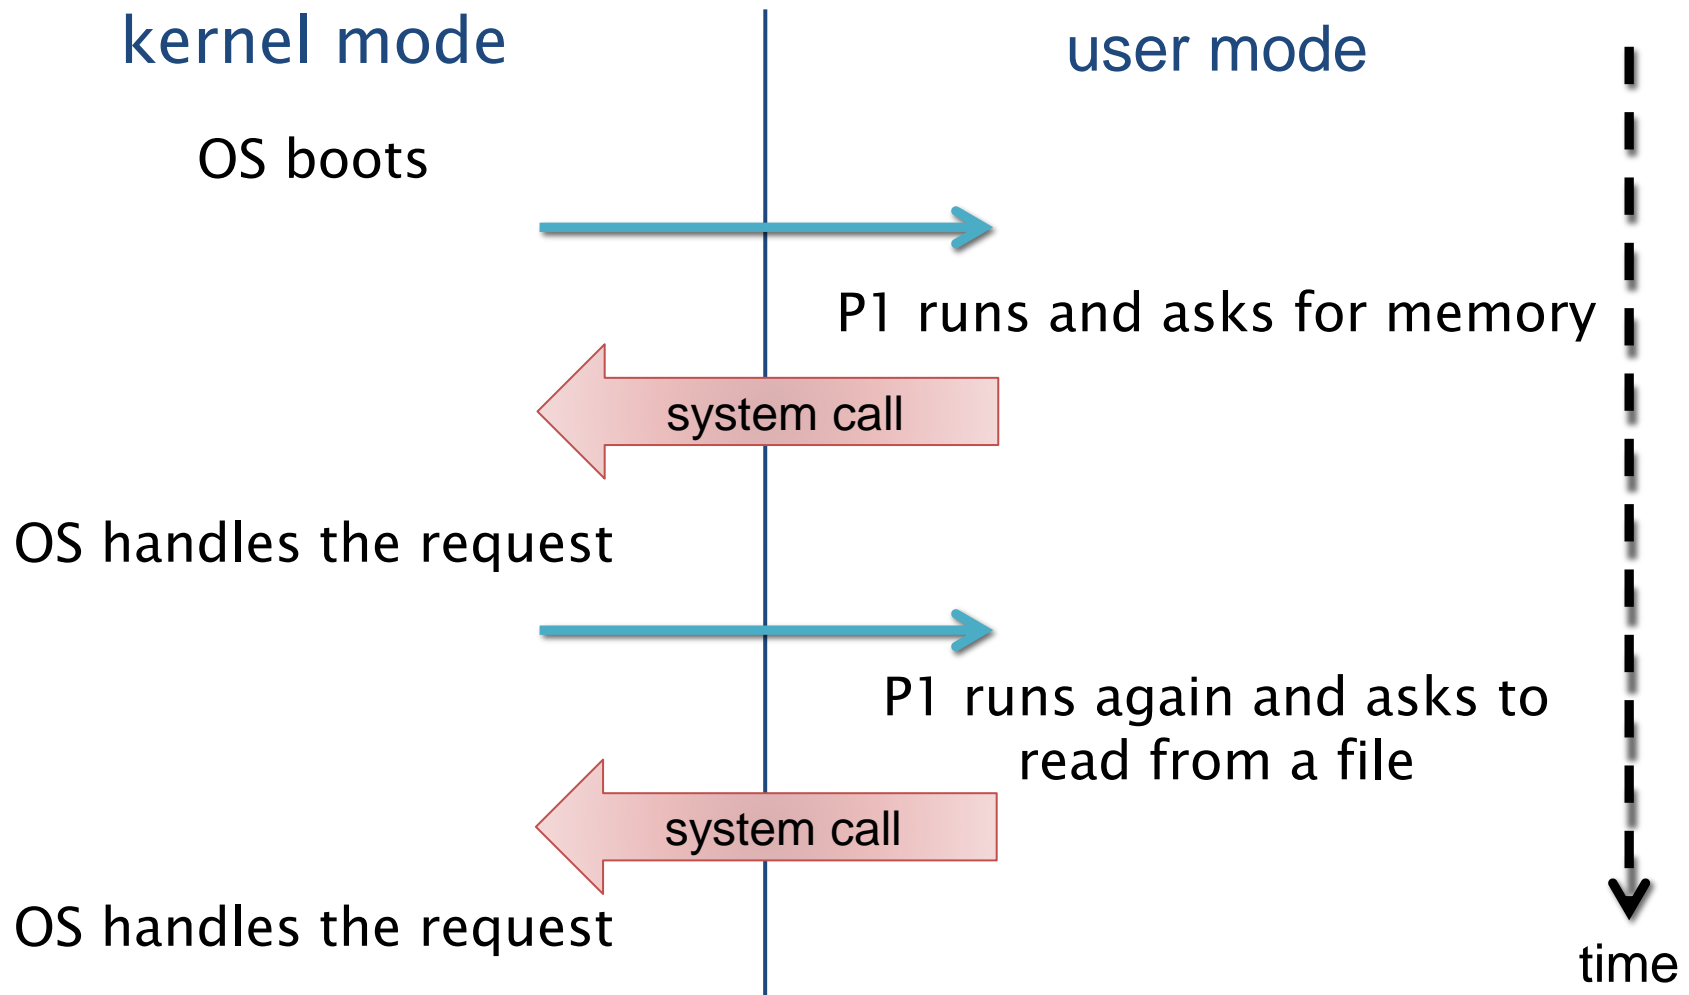 kernel mode
user mode
OS boots
P1 runs and asks for memory
system call
OS handles the request
P1 runs again and asks to
read from a file
system call
OS handles the request
time